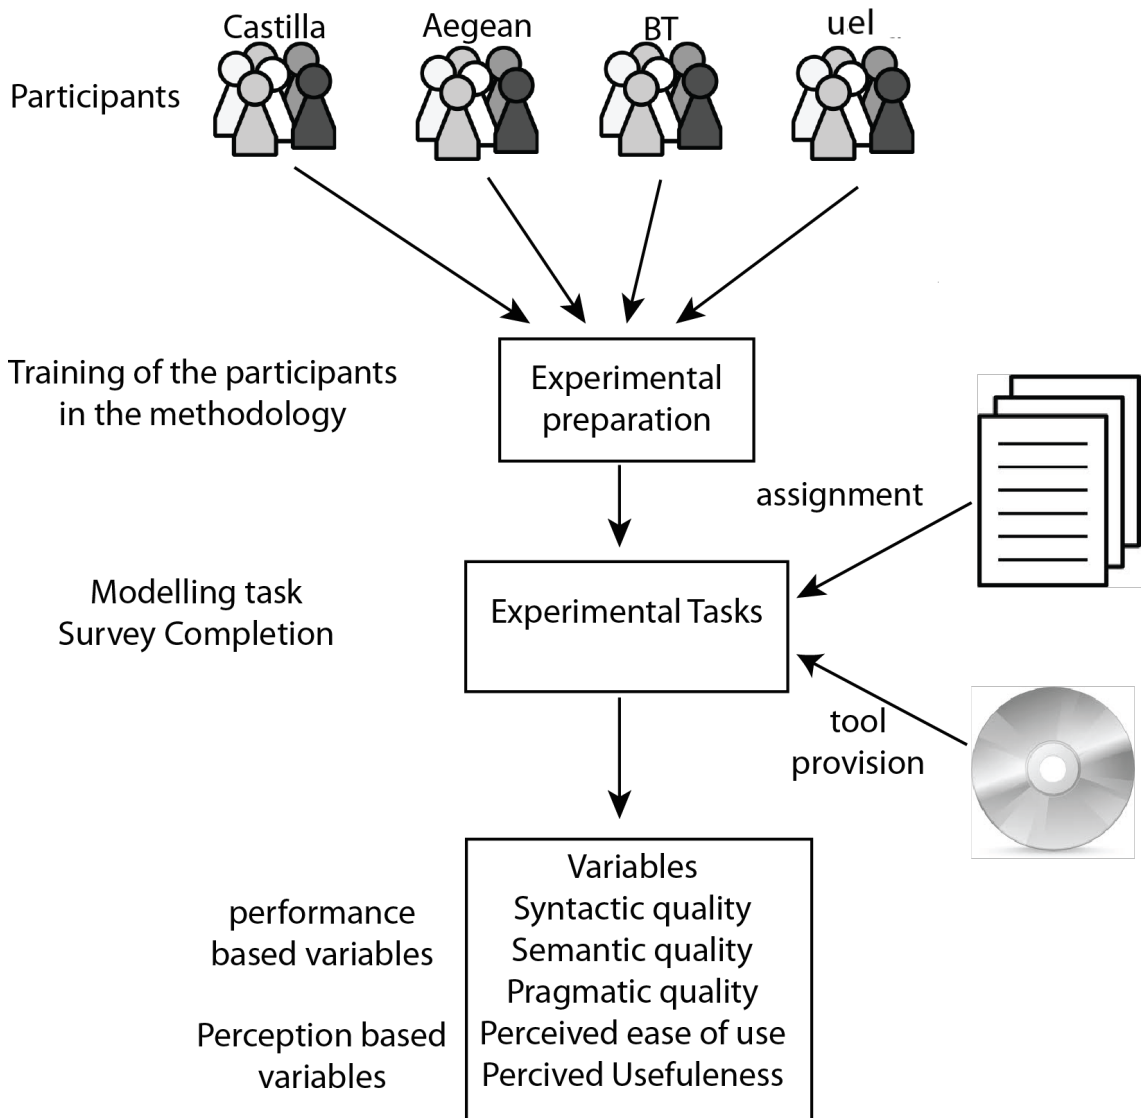 Castilla
Aegean
BT
uel
Participants
Training of the participants
in the methodology
Experimental
preparation
assignment
Modelling task
Survey Completion
Experimental Tasks
tool
provision
Variables
Syntactic quality
Semantic quality
Pragmatic quality
Perceived ease of use
Percived Usefuleness
performance
based variables
Perception based
variables